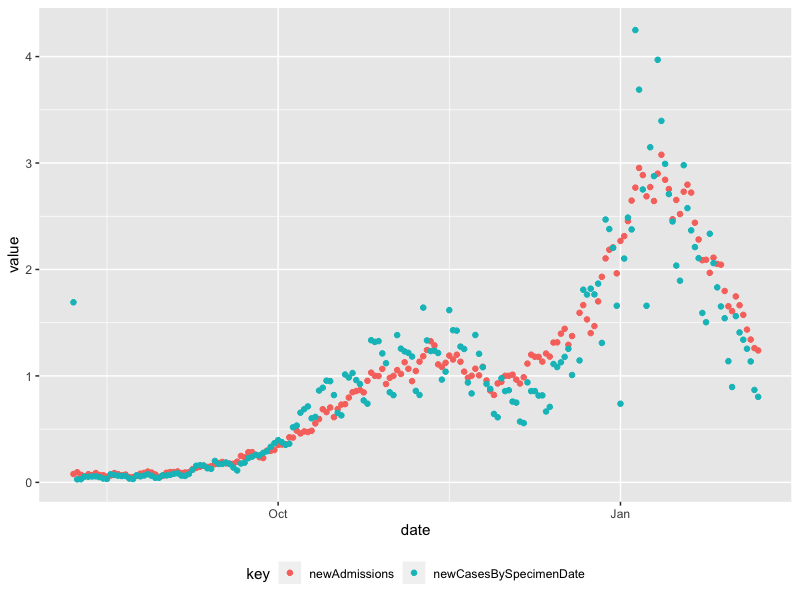 4
3
2
1
0
value
Oct
Jan
date
key newAdmissions newCasesBySpecimenDate